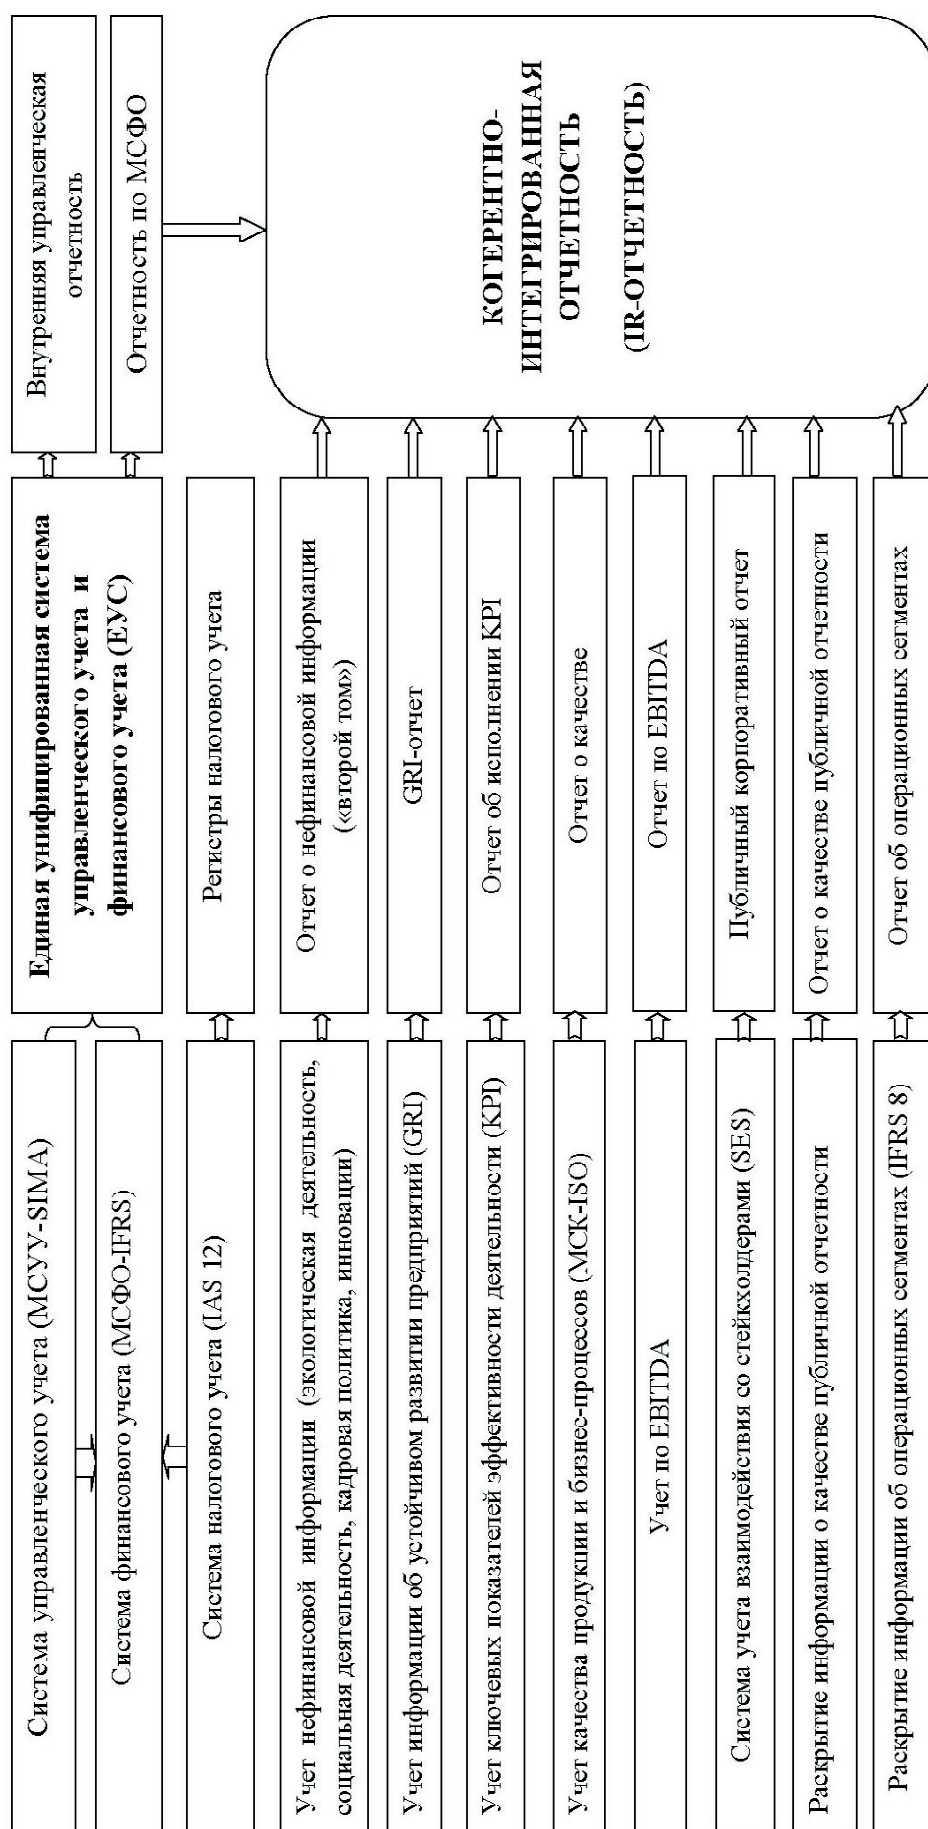 Система управленческого учета (МСУУ-SIMA)
Система финансового учета (МСФО-IFRS)
Система налогового учета (IAS 12)
Учет нефинансовой информации (экологическая деятельность,
социальная деятельность, кадровая политика, инновации)
Учет информации об устойчивом развитии предприятий (GRI)
Учет ключевых показателей эффективности деятельности (KPI)
Учет качества продукции и бизнес-процессов (МСК-ISO)
Учет по EBITDA
Система учета взаимодействия со стейкхолдерами (SES)
Раскрытие информации о качестве публичной отчетности
Раскрытие информации об операционных сегментах (IFRS 8)
Единая унифицированная система
управленческого учета и
финансового учета (ЕУС)
Регистры налогового учета
Отчет о нефинансовой информации
(«второй том»)
GRI-отчет
Отчет об исполнении KPI
Отчет о качестве
Отчет по EBITDA
Публичный корпоративный отчет
Отчет о качестве публичной отчетности
Отчет об операционных сегментах
Внутренняя управленческая
отчетность
Отчетность по МСФО
КОГЕРЕНТНО-
ИНТЕГРИРОВАННАЯ
ОТЧЕТНОСТЬ
(IR-ОТЧЕТНОСТЬ)